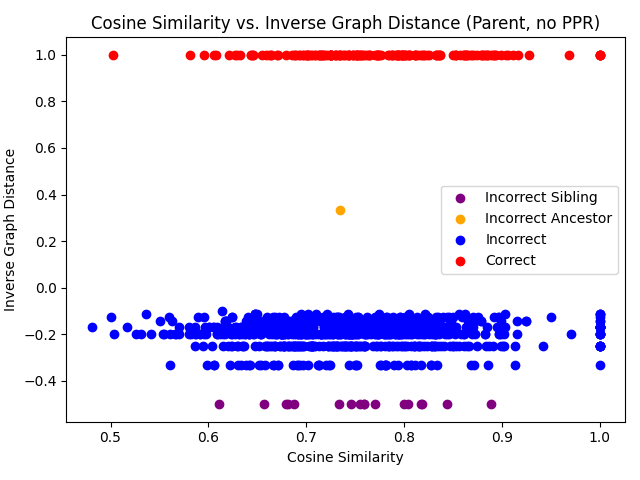 Cosine Similarity vs. Inverse Graph Distance (Parent, no PPR)
Inverse Graph Distance
1.0
0.8
0.6
0.4
0.2
0.0
−0.2
−0.4
Incorrect Sibling
Incorrect Ancestor
Incorrect
Correct
0.5 0.6 0.7 0.8 0.9 1.0
Cosine Similarity